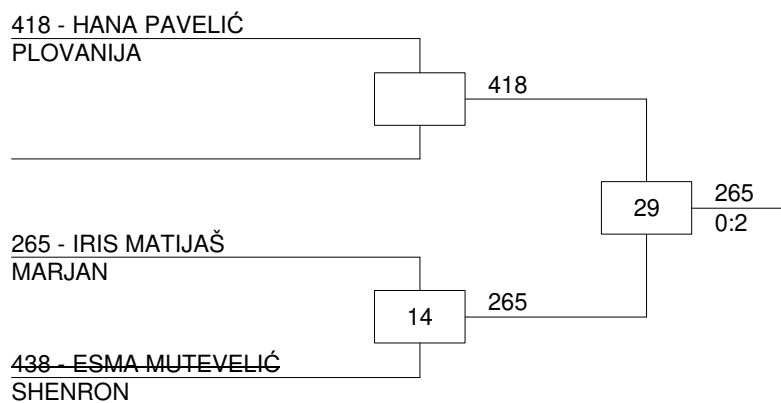 418 - HANA PAVELIĆ
PLOVANIJA
418
29
265
0:2
265 - IRIS MATIJAŠ
MARJAN
14
265
438 - ESMA MUTEVELIĆ
SHENRON